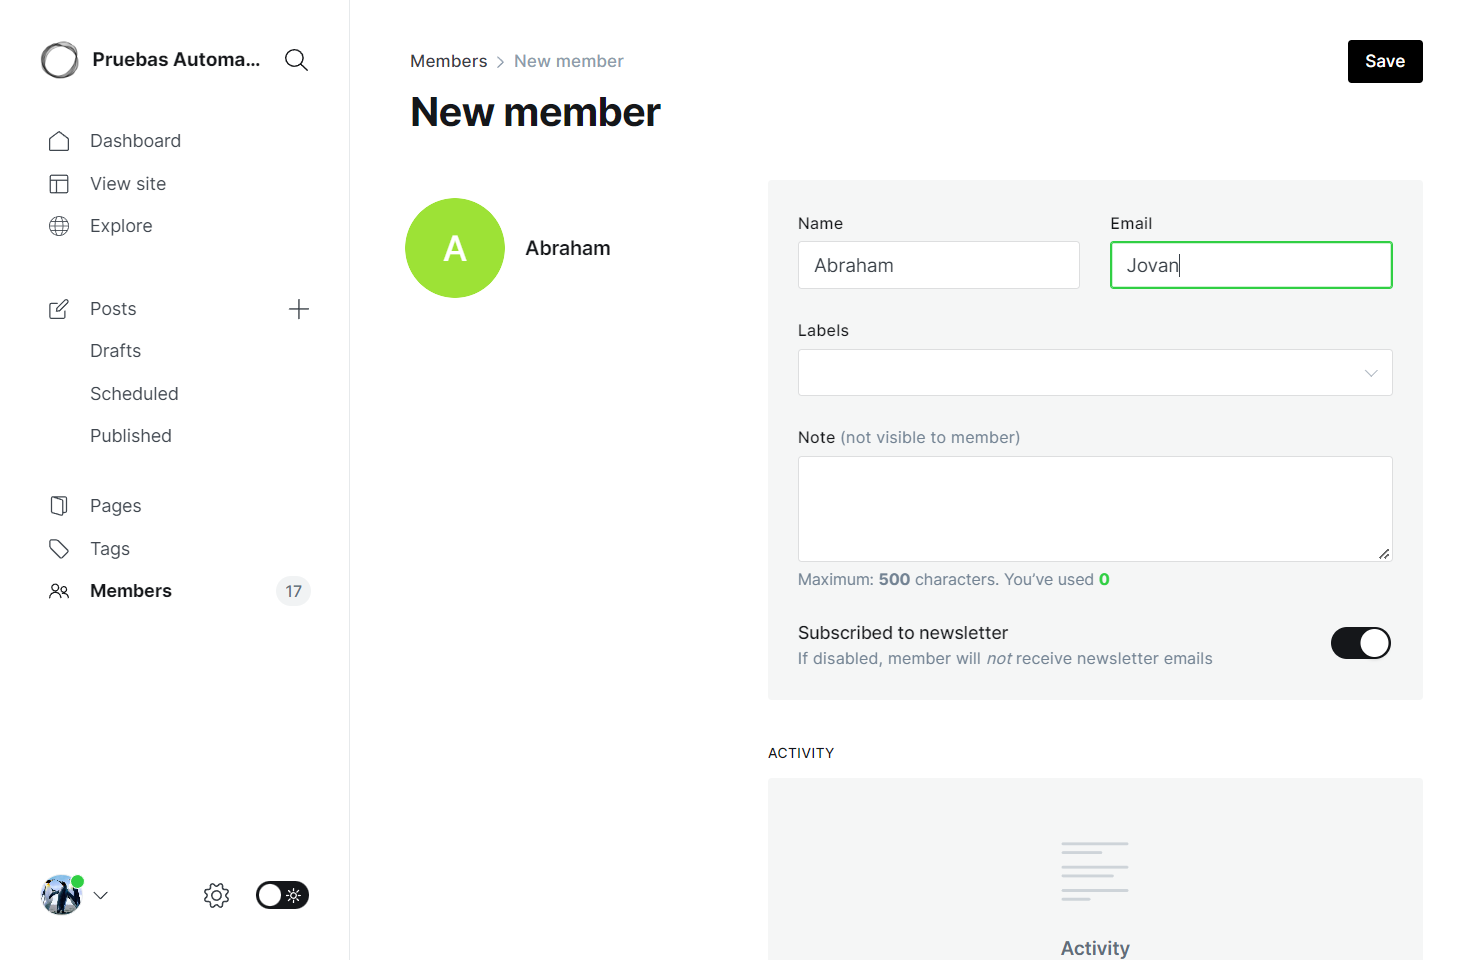 Pruebas Automa...
Dashboard
View site
Explore
Posts
Drafts
Scheduled
Published
Pages
Tags
Members
17
Members > New member
Save
New member
A
Abraham
Name
Email
Abraham
Jovan
Labels
Note (not visible to member)
Maximum: 500 characters. You’ve used 0
Subscribed to newsletter
If disabled, member will not receive newsletter emails
ACTIVITY
Activity